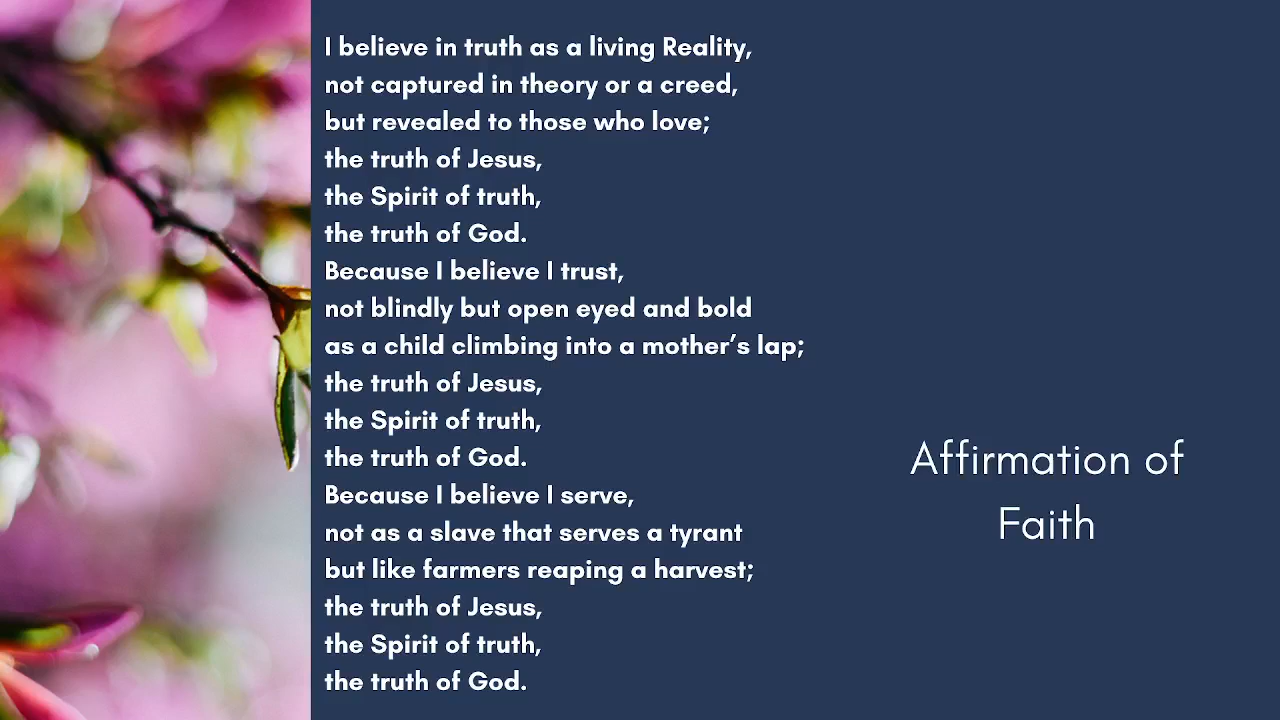 I believe in truth as a living Reality,
not captured in theory or a creed,
but revealed to those who love;
the truth of Jesus,
the Spirit of truth,
the truth of God.
Because I believe I trust,
not blindly but open eyed and bold
as a child climbing into a mother’s lap;
the truth of Jesus,
the Spirit of truth,
the truth of God.
Because I believe I serve,
not as a slave that serves a tyrant
but like farmers reaping a harvest;
the truth of Jesus,
the Spirit of truth,
the truth of God.
Affirmation of
Faith